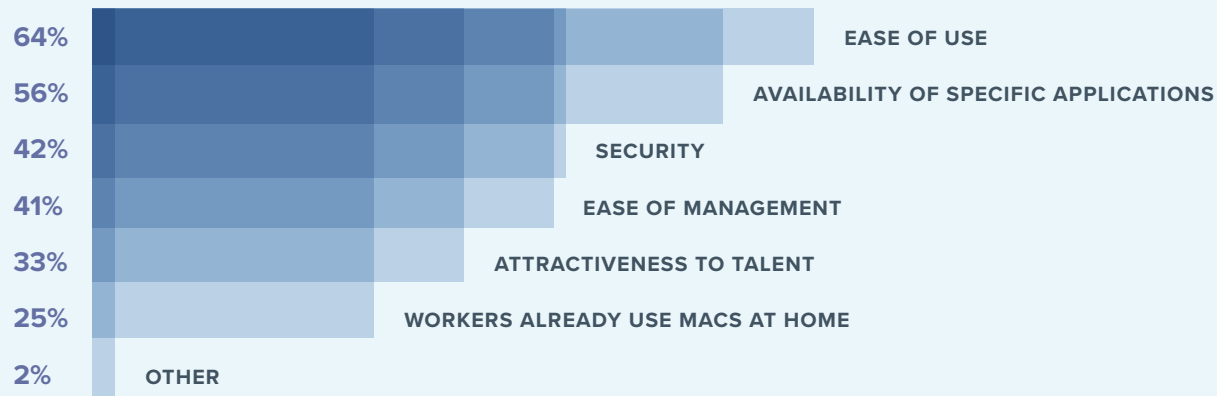 64% EASE OF USE
56% AVAILABILITY OF SPECIFIC APPLICATIONS
42% SECURITY
41% EASE OF MANAGEMENT
33% ATTRACTIVENESS TO TALENT
25% WORKERS ALREADY USE MACS AT HOME
2% OTHER